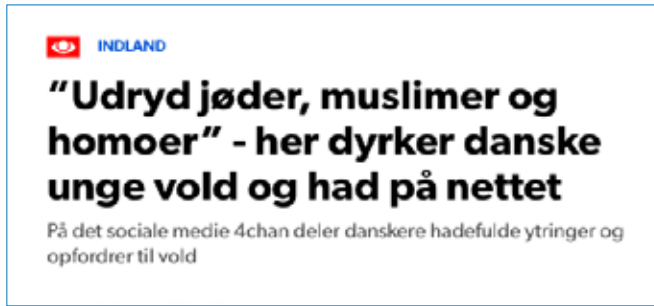 INDLAND
”Udryd jøder, muslimer og
homoer” - her dyrker danske
unge vold og had på nettet
På det sociale medie 4chan deler danskere hadefulde ytringer og
opfordrer til vold